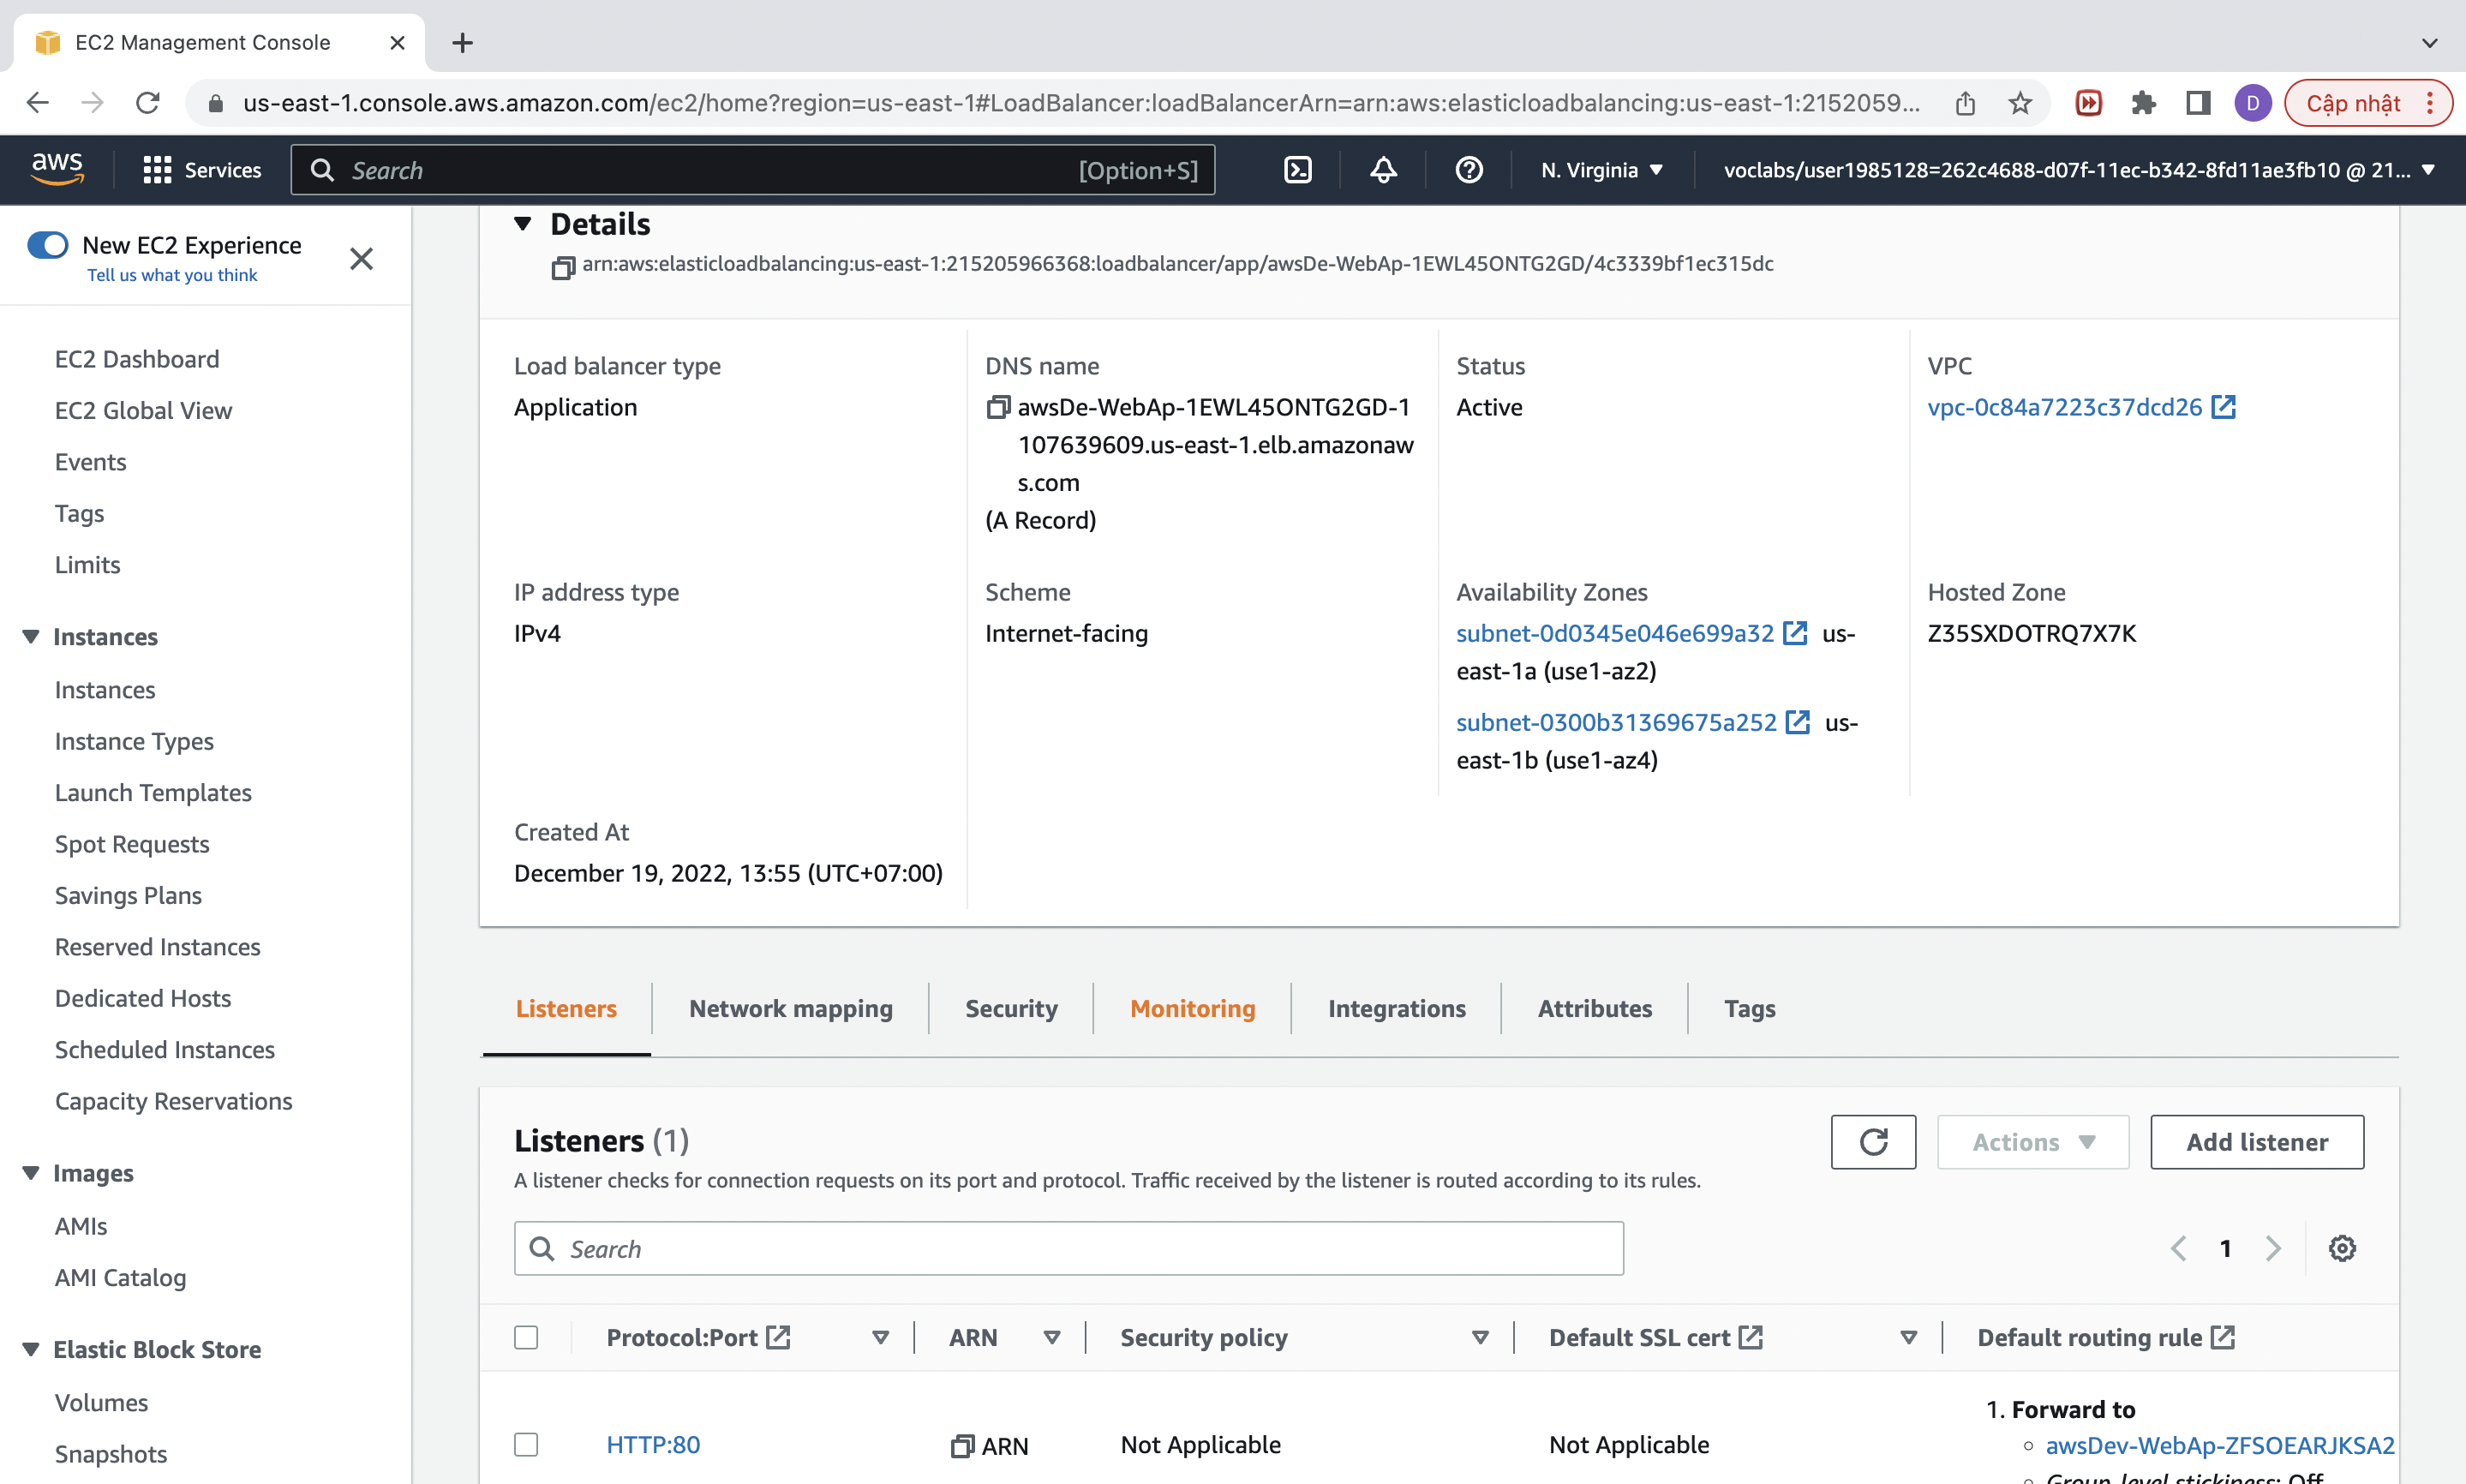 EC2 Management Console
us-east-1.console.aws.amazon.com/ec2/home?region=us-east-1#LoadBalancer:loadBalancerArn=arn:aws:elasticloadbalancing:us-east-1:2152059...
D
Cập nhật
aws
Services
Search
[Option+S]
N. Virginia
voclabs/user1985128=262c4688-d07f-11ec-b342-8fd11ae3fb10 @ 21...
New EC2 Experience
Tell us what you think
EC2 Dashboard
EC2 Global View
Events
Tags
Limits
Instances
Instances
Instance Types
Launch Templates
Spot Requests
Savings Plans
Reserved Instances
Dedicated Hosts
Scheduled Instances
Capacity Reservations
Images
AMIs
AMI Catalog
Elastic Block Store
Volumes
Snapshots
Details
arn:aws:elasticloadbalancing:us-east-1:215205966368:loadbalancer/app/awsDe-WebAp-1EWL45ONTG2GD/4c3339bf1ec315dc
Load balancer type
Application
DNS name
awsDe-WebAp-1EWL45ONTG2GD-1
107639609.us-east-1.elb.amazonaw
s.com
(A Record)
Status
Active
VPC
vpc-0c84a7223c37dcd26
IP address type
IPv4
Scheme
Internet-facing
Availability Zones
subnet-0d0345e046e699a32 us-
east-1a (use1-az2)
subnet-0300b31369675a252 us-
east-1b (use1-az4)
Hosted Zone
Z35SXDOTRQ7X7K
Created At
December 19, 2022, 13:55 (UTC+07:00)
Listeners
Network mapping
Security
Monitoring
Integrations
Attributes
Tags
Listeners (1)
A listener checks for connection requests on its port and protocol. Traffic received by the listener is routed according to its rules.
Actions
Add listener
Search
1
Protocol:Port
ARN
Security policy
Default SSL cert
Default routing rule
HTTP:80
ARN
Not Applicable
Not Applicable
1. Forward to
awsDev-WebAp-ZFSOEARJKSA2
Group-level stickiness: Off